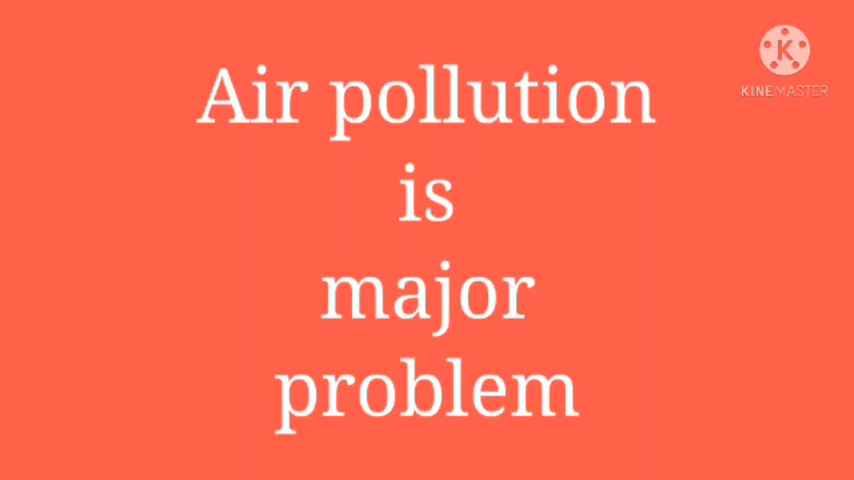 Air pollution
is
major
problem
K
KINEMASTER